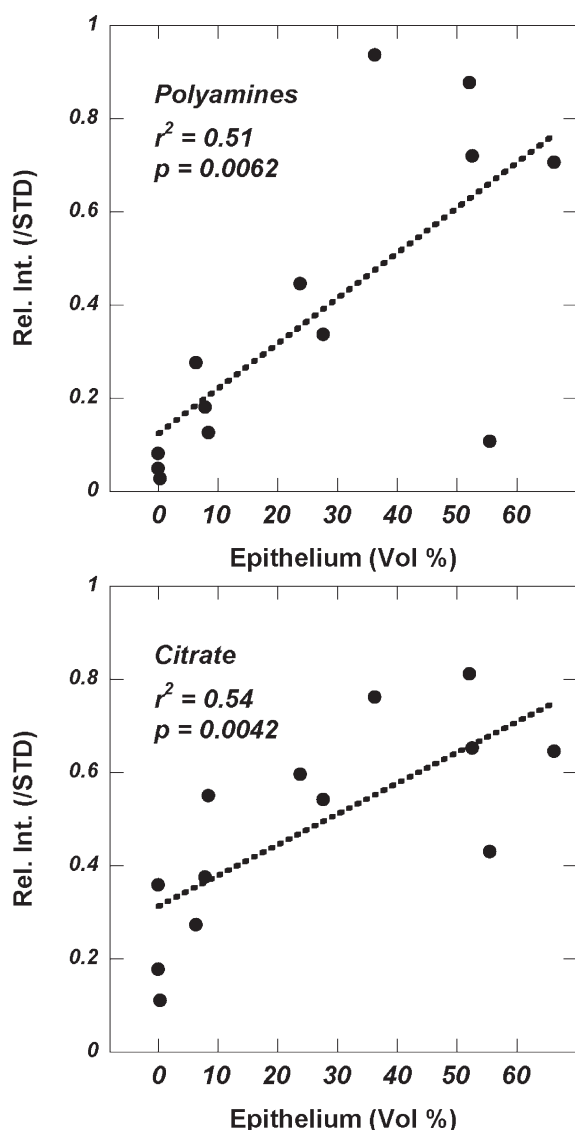 1
Polyamines
0.8
r² = 0.51
p = 0.0062
0.6
Rel. Int. (/STD)
0.4
0.2
0
0 10 20 30 40 50 60
Epithelium (Vol %)
1
Citrate
0.8
r² = 0.54
p = 0.0042
0.6
Rel. Int. (/STD)
0.4
0.2
0
0 10 20 30 40 50 60
Epithelium (Vol %)